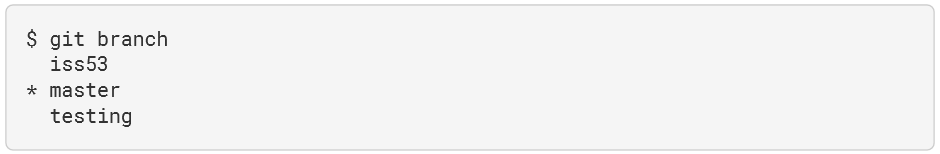 $ git branch
  iss53
* master
  testing